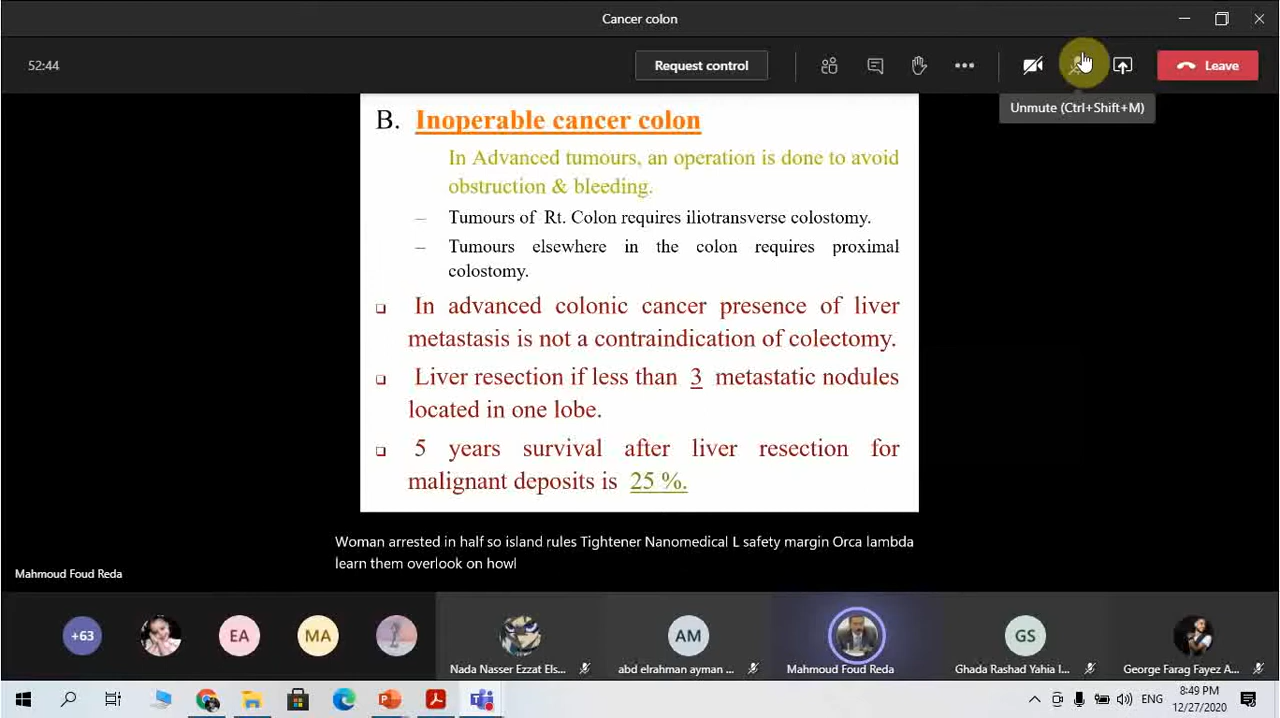 Cancer colon
52:44
Request control
Leave
Unmute (Ctrl+Shift+M)
B. Inoperable cancer colon
In Advanced tumours, an operation is done to avoid
obstruction & bleeding.
– Tumours of Rt. Colon requires iliotransverse colostomy.
– Tumours elsewhere in the colon requires proximal
colostomy.
❑ In advanced colonic cancer presence of liver
metastasis is not a contraindication of colectomy.
❑ Liver resection if less than 3 metastatic nodules
located in one lobe.
❑ 5 years survival after liver resection for
malignant deposits is 25 %.
Woman arrested in half so island rules Tightener Nanomedical L safety margin Orca lambda
learn them overlook on howl
Mahmoud Foud Reda
+63
EA
MA
AM
GS
Nada Nasser Ezzat Els...
abd elrahman ayman ...
Mahmoud Foud Reda
Ghada Rashad Yahia I...
George Farag Fayez A...
ENG
8:49 PM
12/27/2020